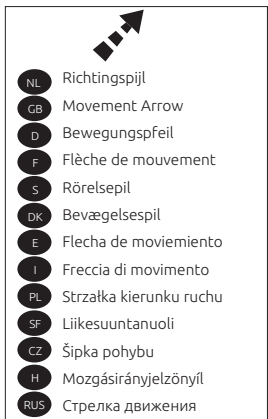 NL Richtingspijl
GB Movement Arrow
D Bewegungspfeil
F Flèche de mouvement
S Rörelsepil
DK Bevægelsespil
E Flecha de moviemiento
I Freccia di movimento
PL Strzałka kierunku ruchu
SF Liikesuuntanuoli
CZ Šipka pohybu
H Mozgásirányjelzönyíl
RUS Стрелка движения